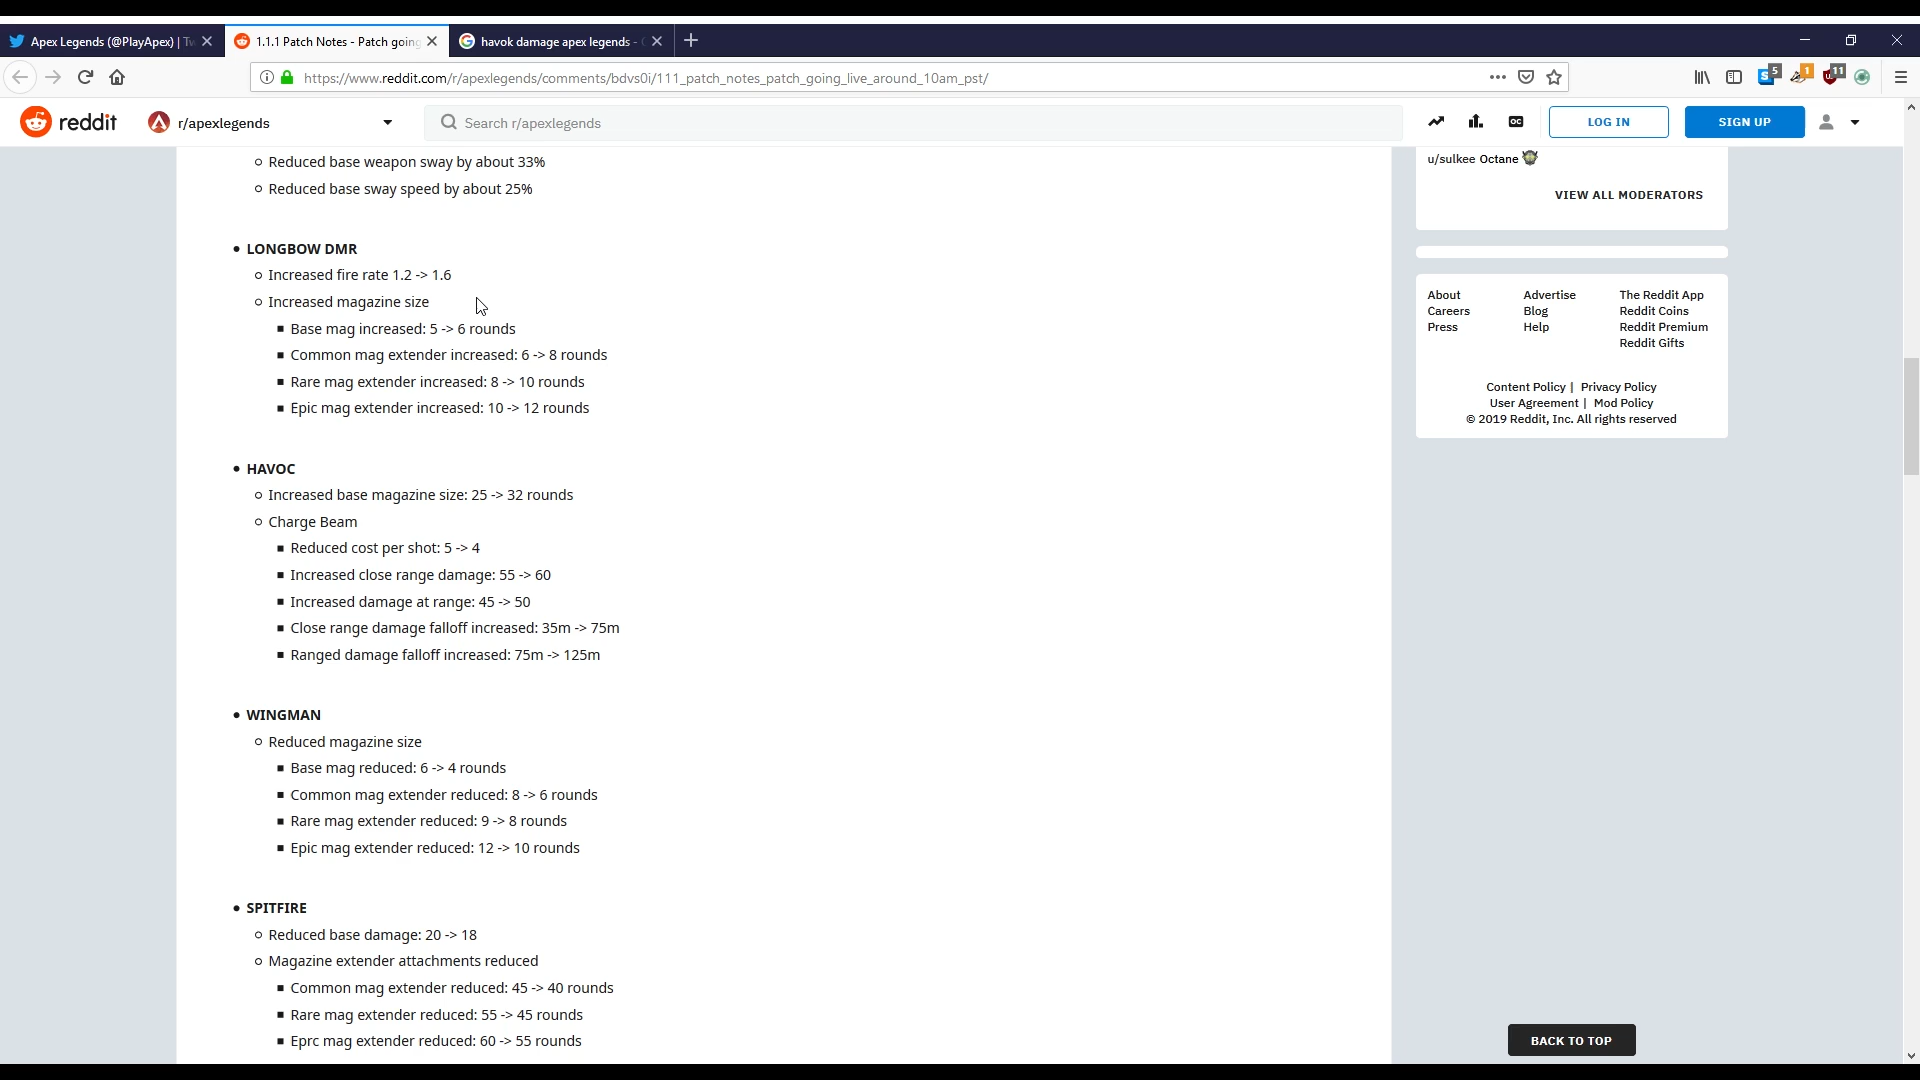 Apex Legends (@PlayApex) | Tw
1.1.1 Patch Notes - Patch going
havok damage apex legends -
https://www.reddit.com/r/apexlegends/comments/bdvs0i/111_patch_notes_patch_going_live_around_10am_pst/
5
1
11
reddit
r/apexlegends
Search r/apexlegends
OC
LOG IN
SIGN UP
Reduced base weapon sway by about 33%
Reduced base sway speed by about 25%
LONGBOW DMR
Increased fire rate 1.2 -> 1.6
Increased magazine size
Base mag increased: 5 -> 6 rounds
Common mag extender increased: 6 -> 8 rounds
Rare mag extender increased: 8 -> 10 rounds
Epic mag extender increased: 10 -> 12 rounds
HAVOC
Increased base magazine size: 25 -> 32 rounds
Charge Beam
Reduced cost per shot: 5 -> 4
Increased close range damage: 55 -> 60
Increased damage at range: 45 -> 50
Close range damage falloff increased: 35m -> 75m
Ranged damage falloff increased: 75m -> 125m
WINGMAN
Reduced magazine size
Base mag reduced: 6 -> 4 rounds
Common mag extender reduced: 8 -> 6 rounds
Rare mag extender reduced: 9 -> 8 rounds
Epic mag extender reduced: 12 -> 10 rounds
SPITFIRE
Reduced base damage: 20 -> 18
Magazine extender attachments reduced
Common mag extender reduced: 45 -> 40 rounds
Rare mag extender reduced: 55 -> 45 rounds
Eprc mag extender reduced: 60 -> 55 rounds
u/sulkee Octane
VIEW ALL MODERATORS
About Advertise The Reddit App
Careers Blog Reddit Coins
Press Help Reddit Premium
Reddit Gifts
Content Policy | Privacy Policy
User Agreement | Mod Policy
© 2019 Reddit, Inc. All rights reserved
BACK TO TOP